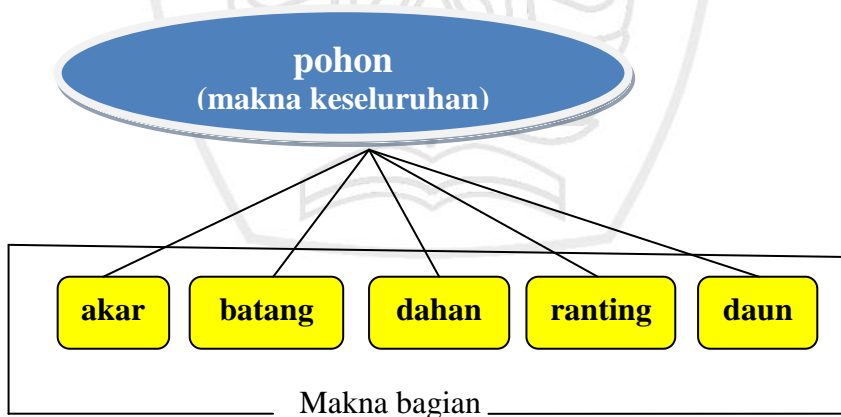 pohon
(makna keseluruhan)
akar batang dahan ranting daun
Makna bagian